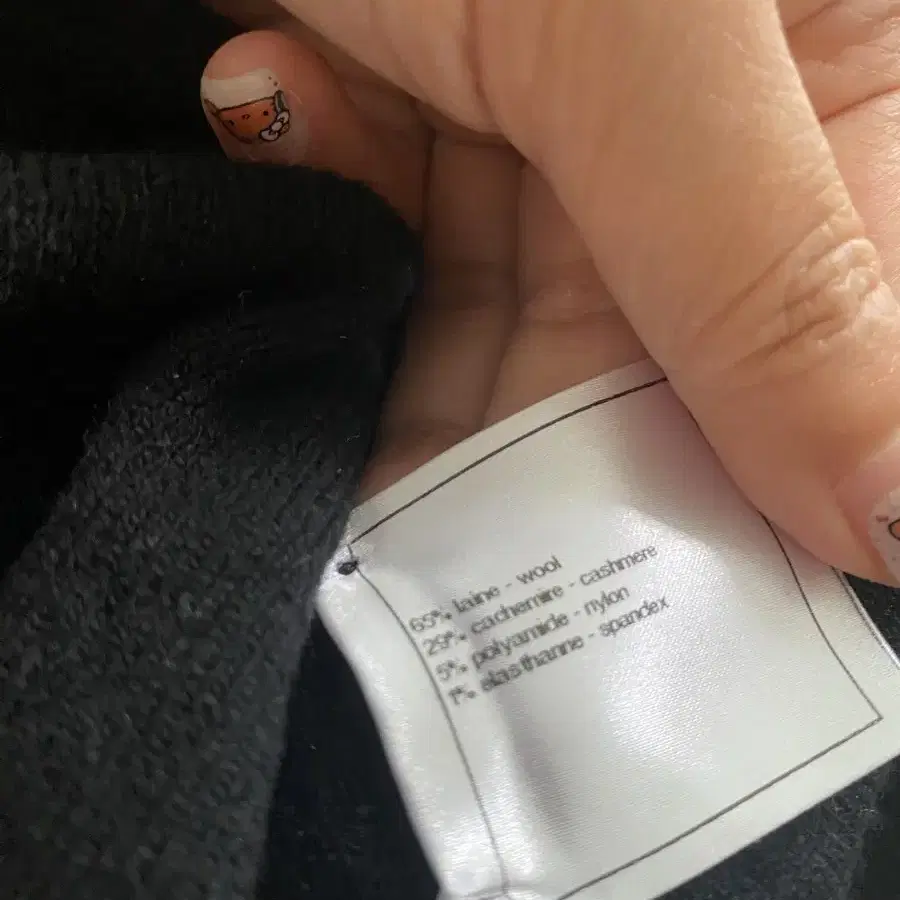 65% laine - wool
29% cachemire - cashmere
5% polyamide - nylon
1% elasthanne - spandex